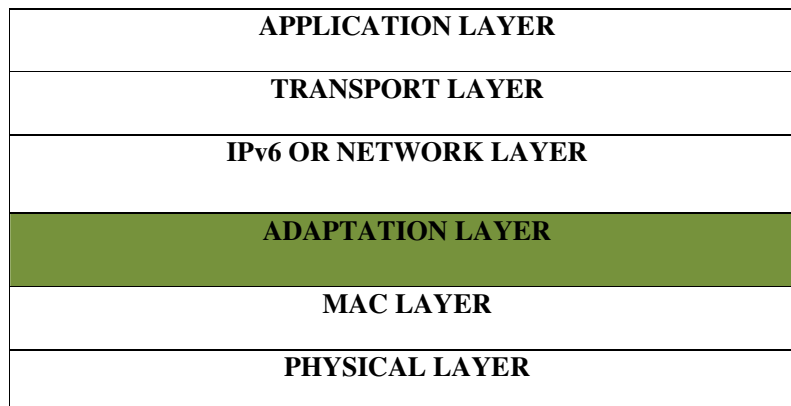 APPLICATION LAYER
TRANSPORT LAYER
IPv6 OR NETWORK LAYER
ADAPTATION LAYER
MAC LAYER
PHYSICAL LAYER